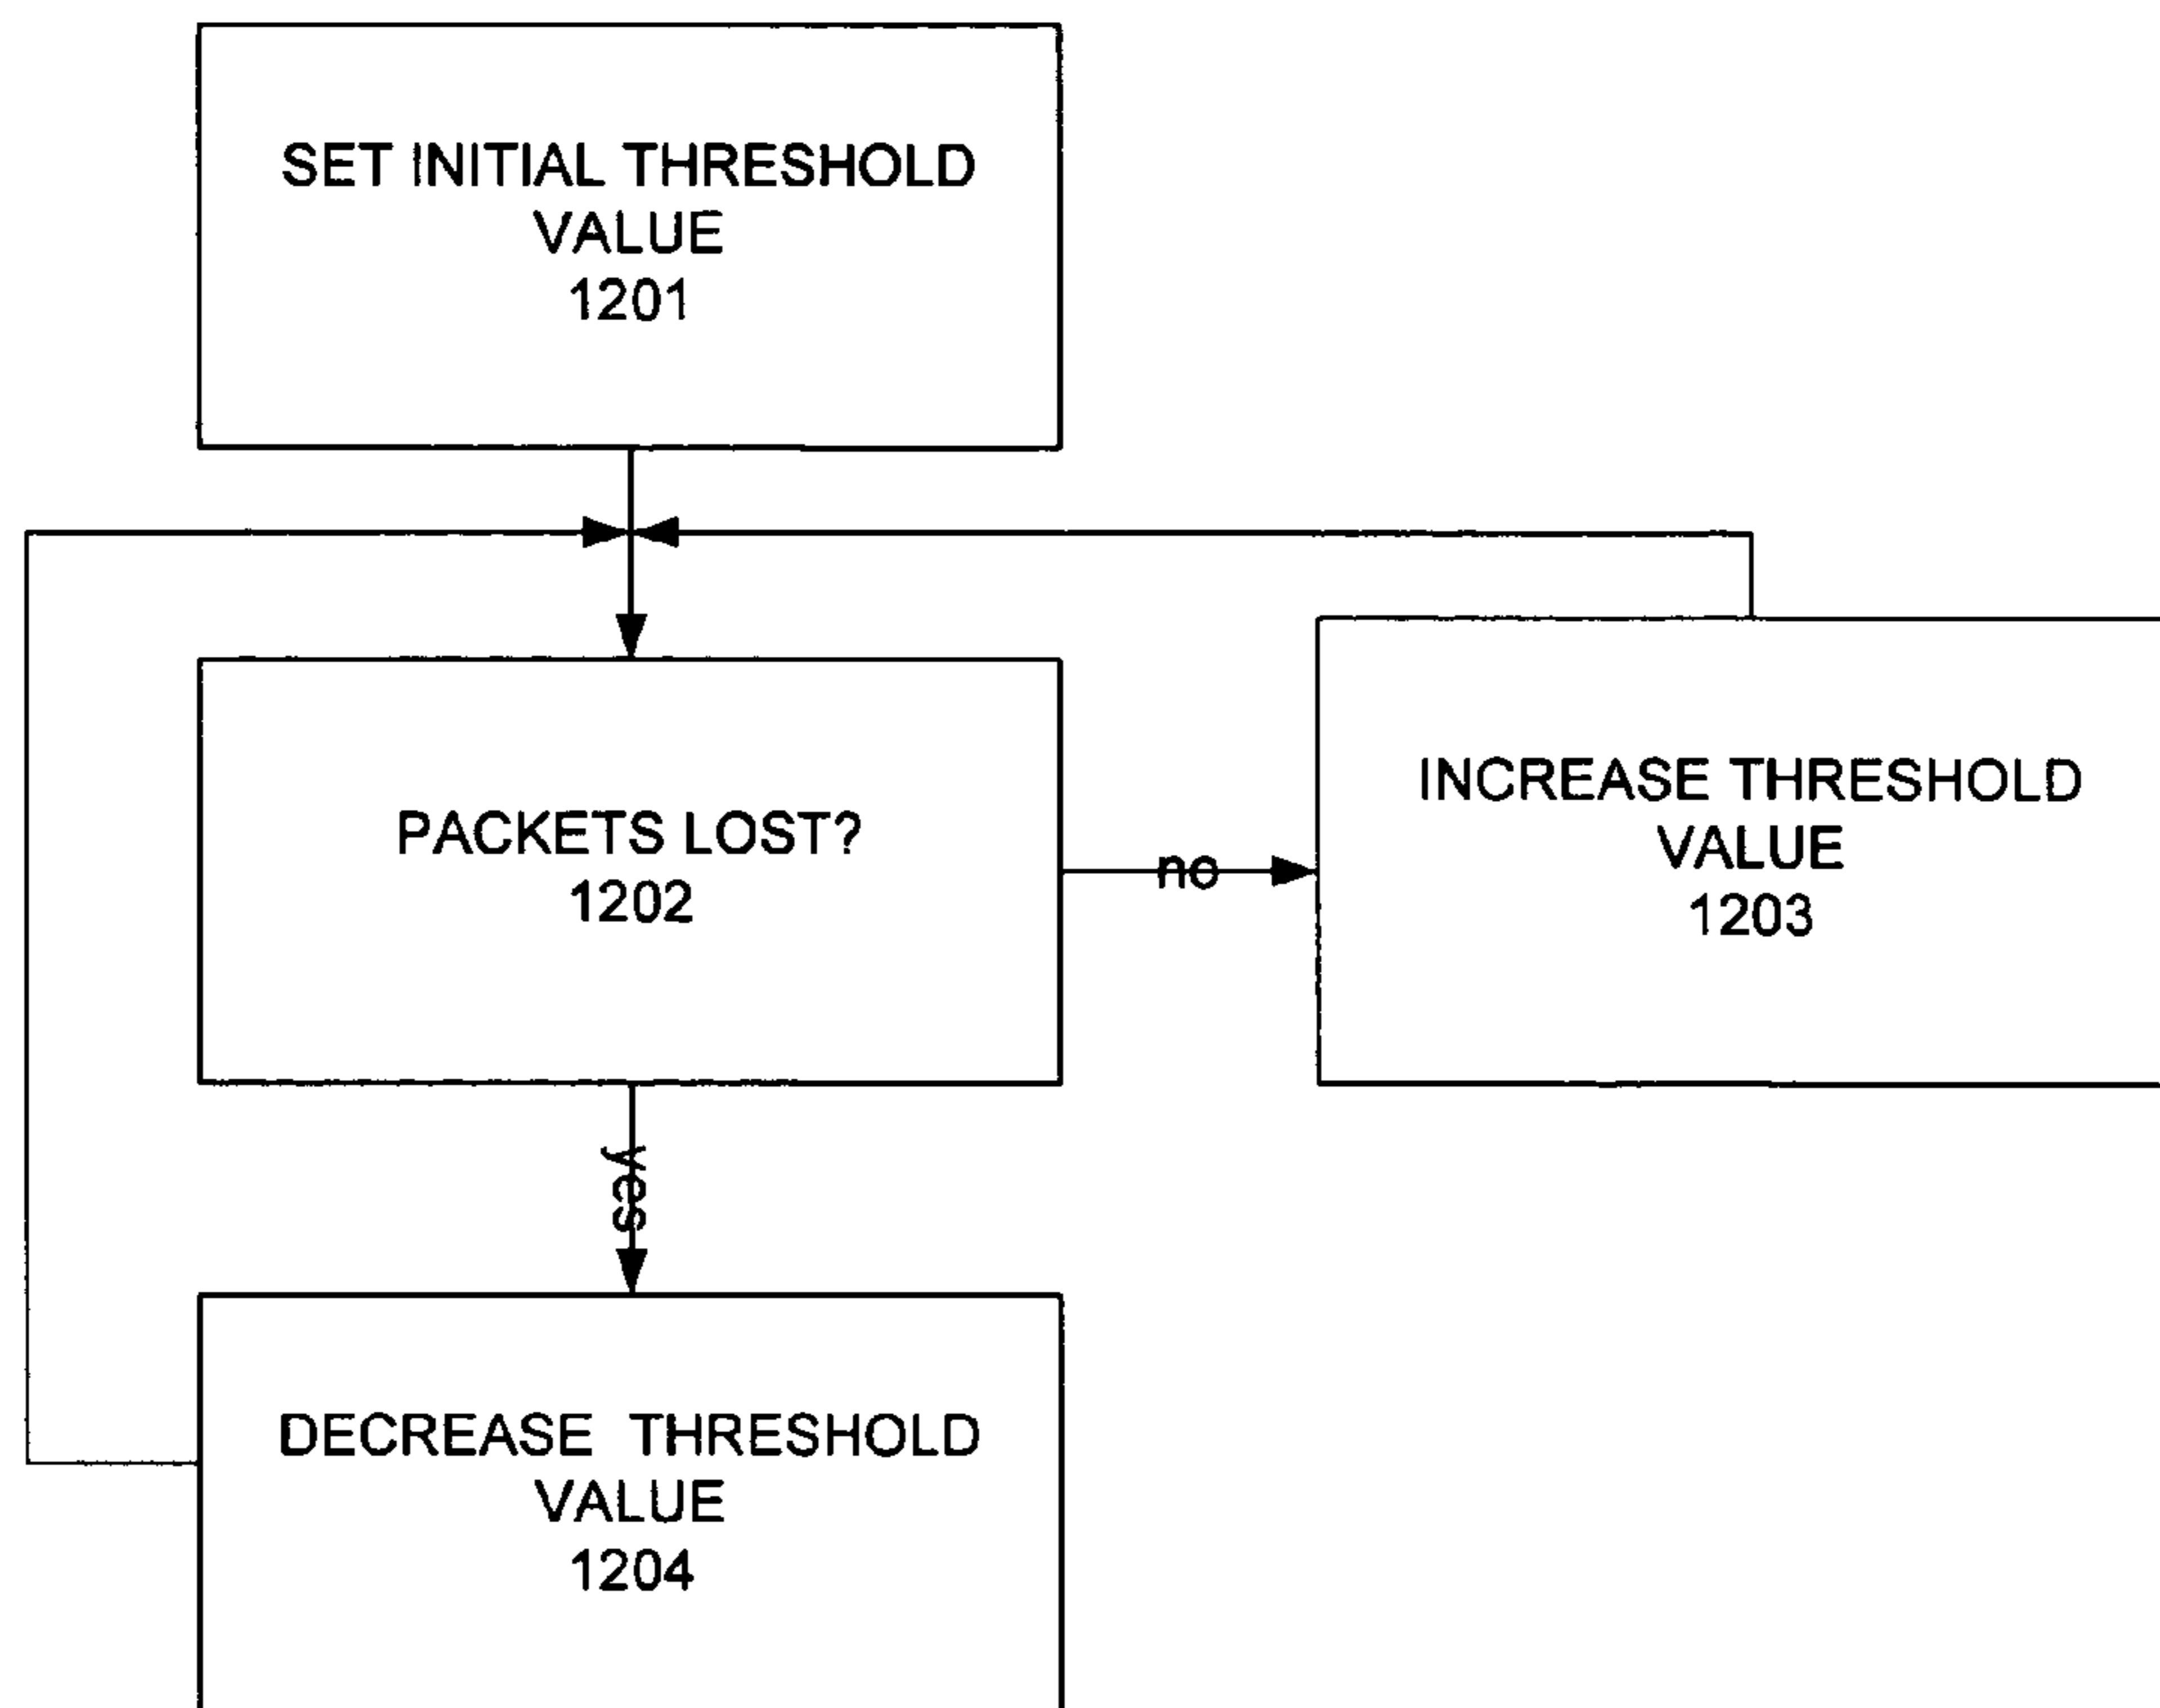 SET INITIAL THRESHOLD
VALUE
1201
PACKETS LOST?
1202
no
INCREASE THRESHOLD
VALUE
1203
yes
DECREASE THRESHOLD
VALUE
1204